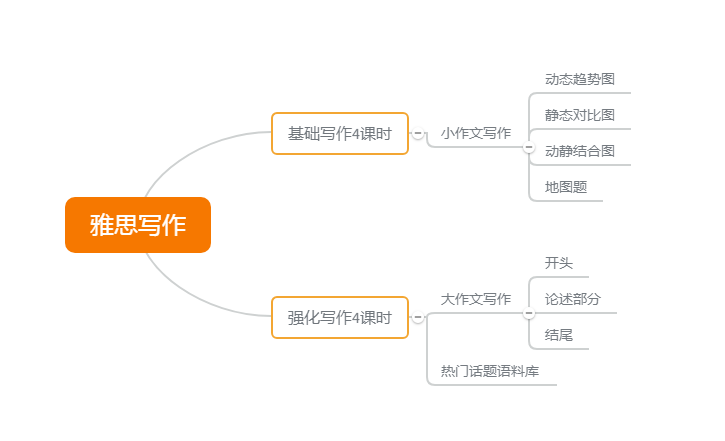 雅思写作
基础写作4课时
小作文写作
动态趋势图
静态对比图
动静结合图
地图题
强化写作4课时
大作文写作
开头
论述部分
结尾
热门话题语料库